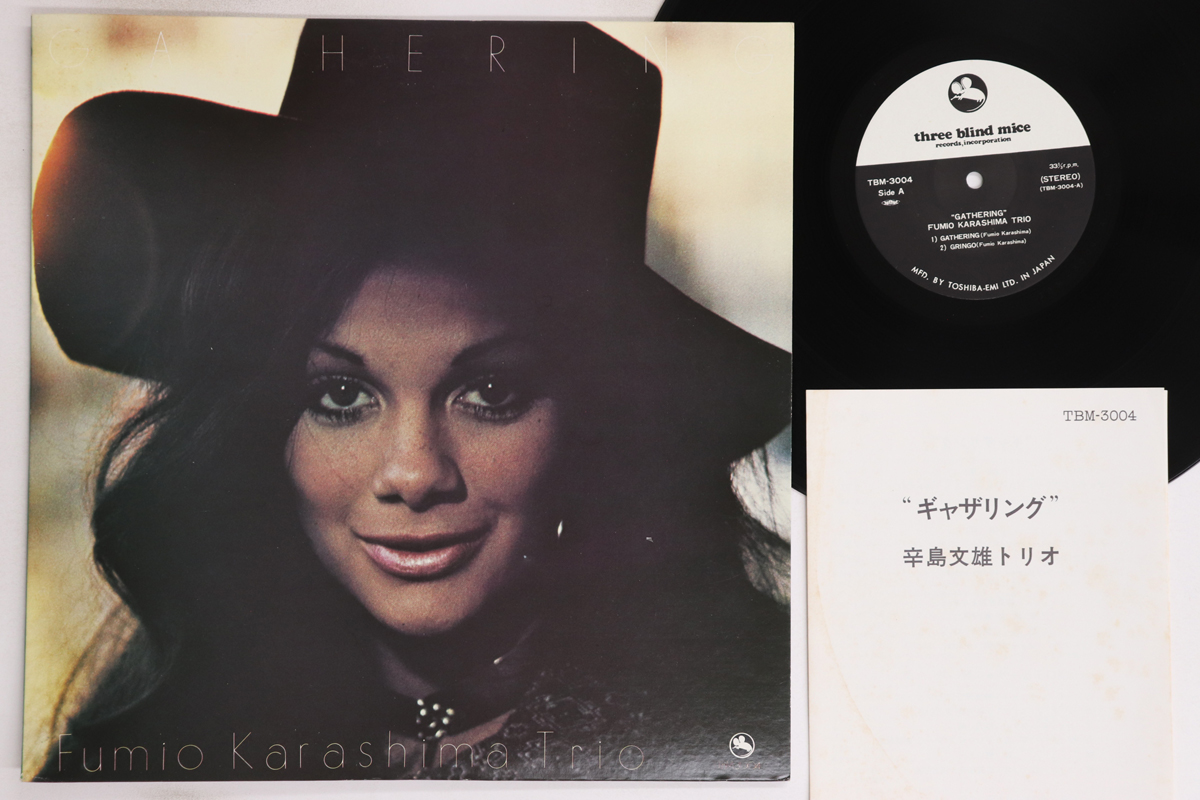 GATHERING
Fumio Karashima Trio
three blind mice
records, incorporation
TBM-3004
Side A
33⅓ r.p.m.
(STEREO)
(TBM-3004-A)
"GATHERING"
FUMIO KARASHIMA TRIO
1) GATHERING (Fumio Karashima)
2) GRINGO (Fumio Karashima)
MFD. BY TOSHIBA-EMI LTD. IN JAPAN
TBM-3004
“ギャザリング”
辛島文雄トリオ